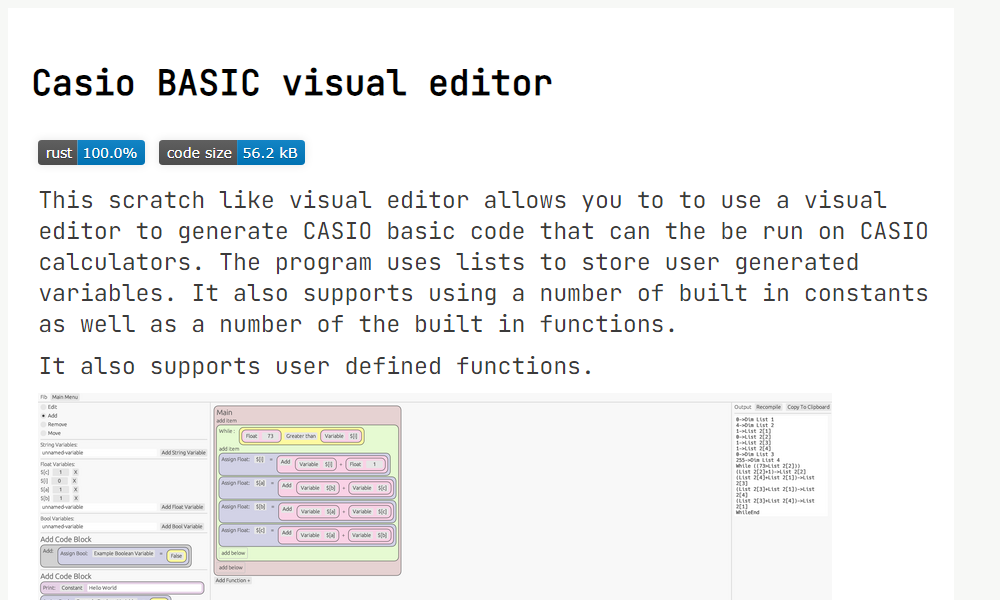 Casio BASIC visual editor
rust 100.0% code size 56.2 kB
This scratch like visual editor allows you to to use a visual
editor to generate CASIO basic code that can the be run on CASIO
calculators. The program uses lists to store user generated
variables. It also supports using a number of built in constants
as well as a number of the built in functions.
It also supports user defined functions.
Fib Main Menu
Edit
Add
Remove
Move
String Variables:
unnamed-variable Add String Variable
Float Variables:
S[c] 1 X
S[i] 0 X
S[a] 1 X
S[b] 1 X
unnamed-variable Add Float Variable
Bool Variables:
unnamed-variable Add Bool Variable
Add Code Block
Add: Assign Bool: Example Boolean Variable = False
Add Code Block
Print: Constant Hello World
Main
add item
While : Float 73 Greater than Variable S[i]
add item
Assign Float: S[i] = Add Variable S[i] + Float 1
Assign Float: S[a] = Add Variable S[b] + Variable S[c]
Assign Float: S[b] = Add Variable S[a] + Variable S[c]
Assign Float: S[c] = Add Variable S[a] + Variable S[b]
add below
add below
Add Function +
Output Recompile Copy To Clipboard
0->Dim List 1
4->Dim List 2
1->List 2[1]
0->List 2[2]
1->List 2[3]
1->List 2[4]
0->Dim List 3
255->Dim List 4
While ((73>List 2[2]))
(List 2[2]+1)->List 2[2]
(List 2[4]+List 2[1])->List
2[3]
(List 2[3]+List 2[1])->List
2[4]
(List 2[3]+List 2[4])->List
2[1]
WhileEnd